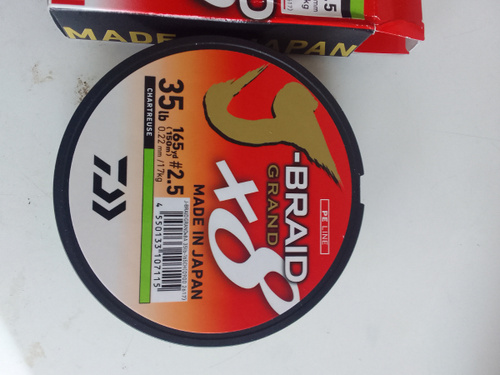 MADE IN JAPAN
J-BRAID
GRAND
x8
PE LINE
MADE IN JAPAN
35lb
165yd
(150m)
#2.5
0.22mm/17kg
CHARTREUSE
4 550133 107115